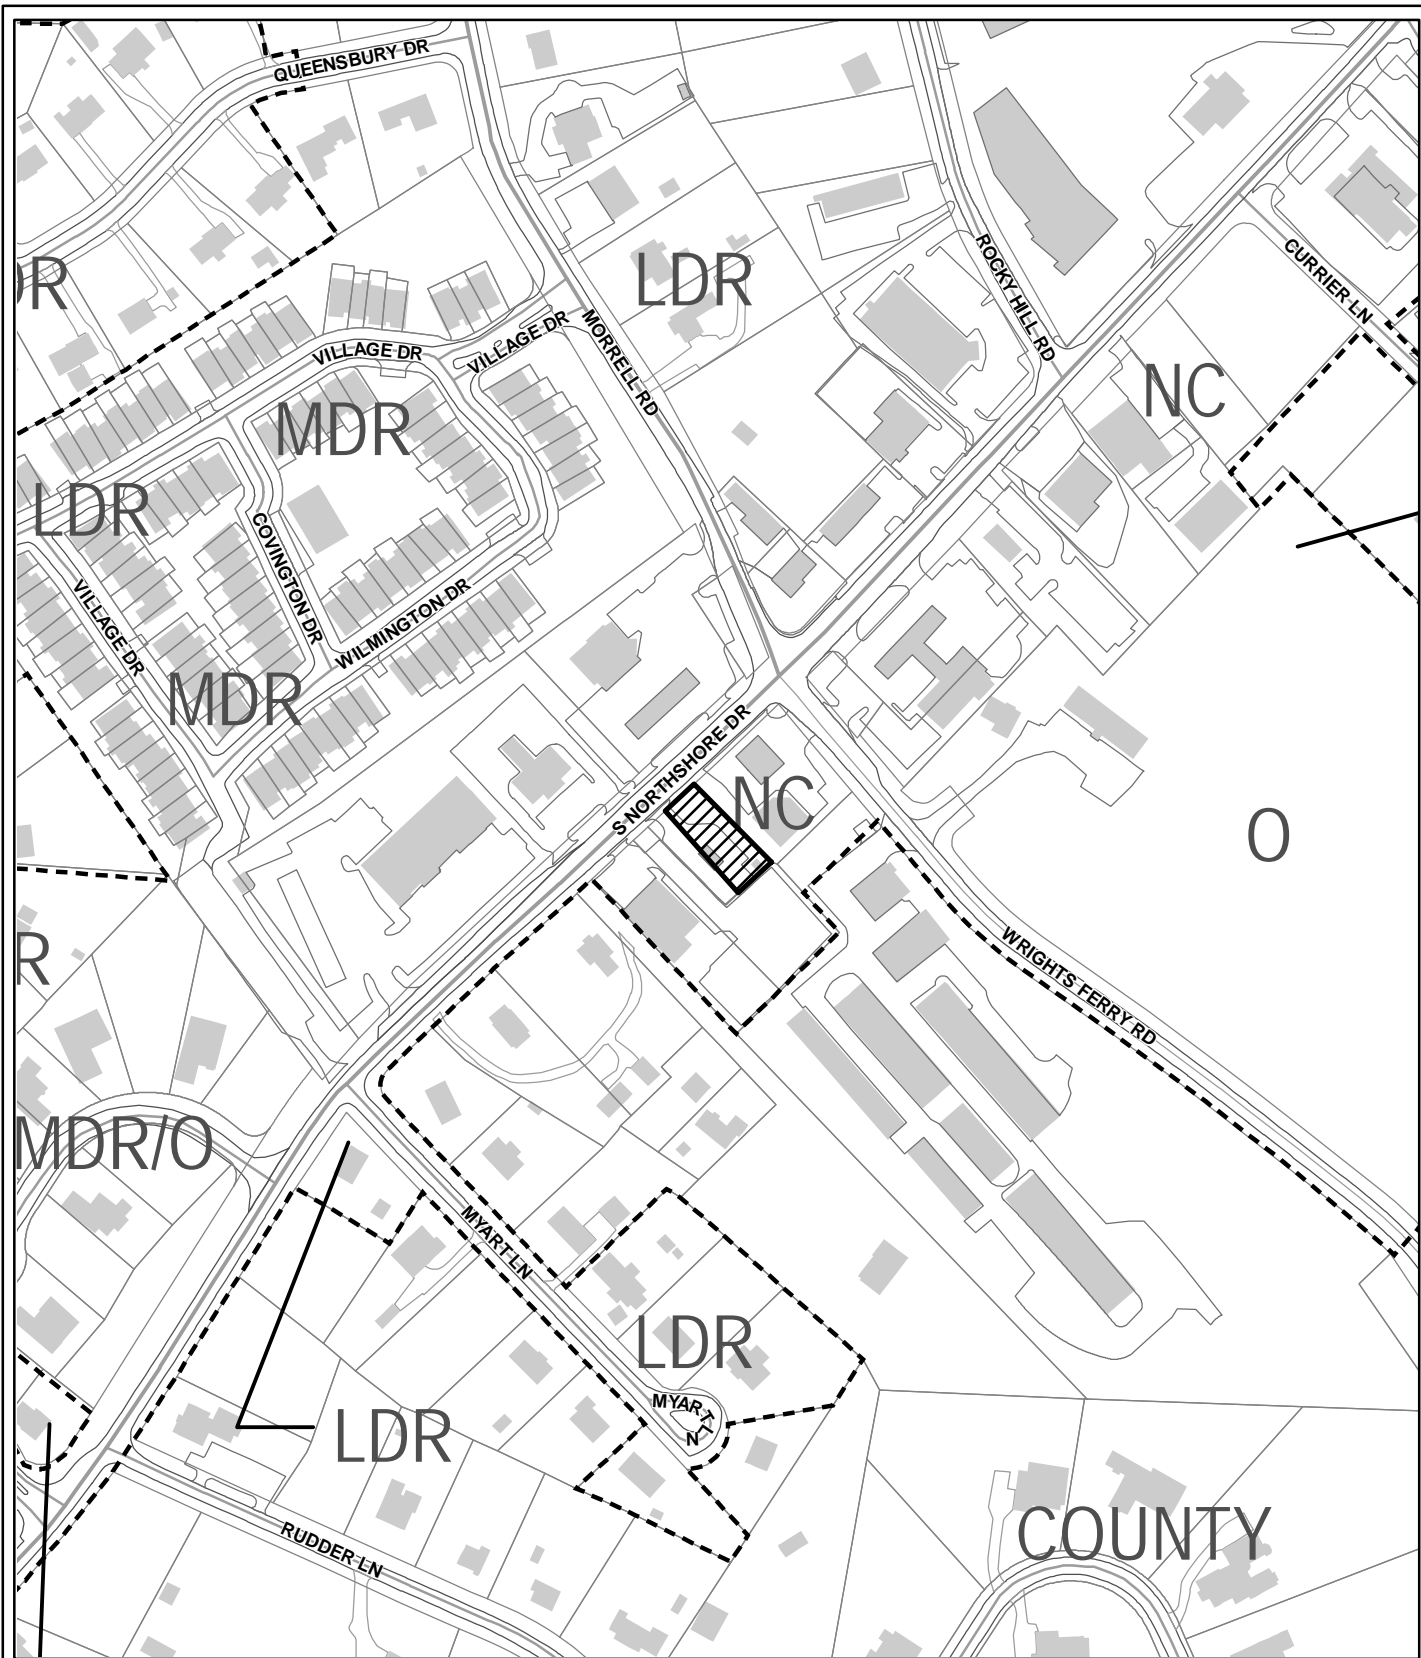 QUEENSBURY DR
LDR
DR
VILLAGE DR
VILLAGE DR
MORRELL RD
ROCKY HILL RD
CURRIER LN
NC
MDR
LDR
COVINGTON DR
VILLAGE DR
WILMINGTON DR
MDR
S NORTHSHORE DR
NC
O
R
WRIGHTS FERRY RD
MDR/O
MYART LN
LDR
MYART LN
LDR
RUDDER LN
COUNTY